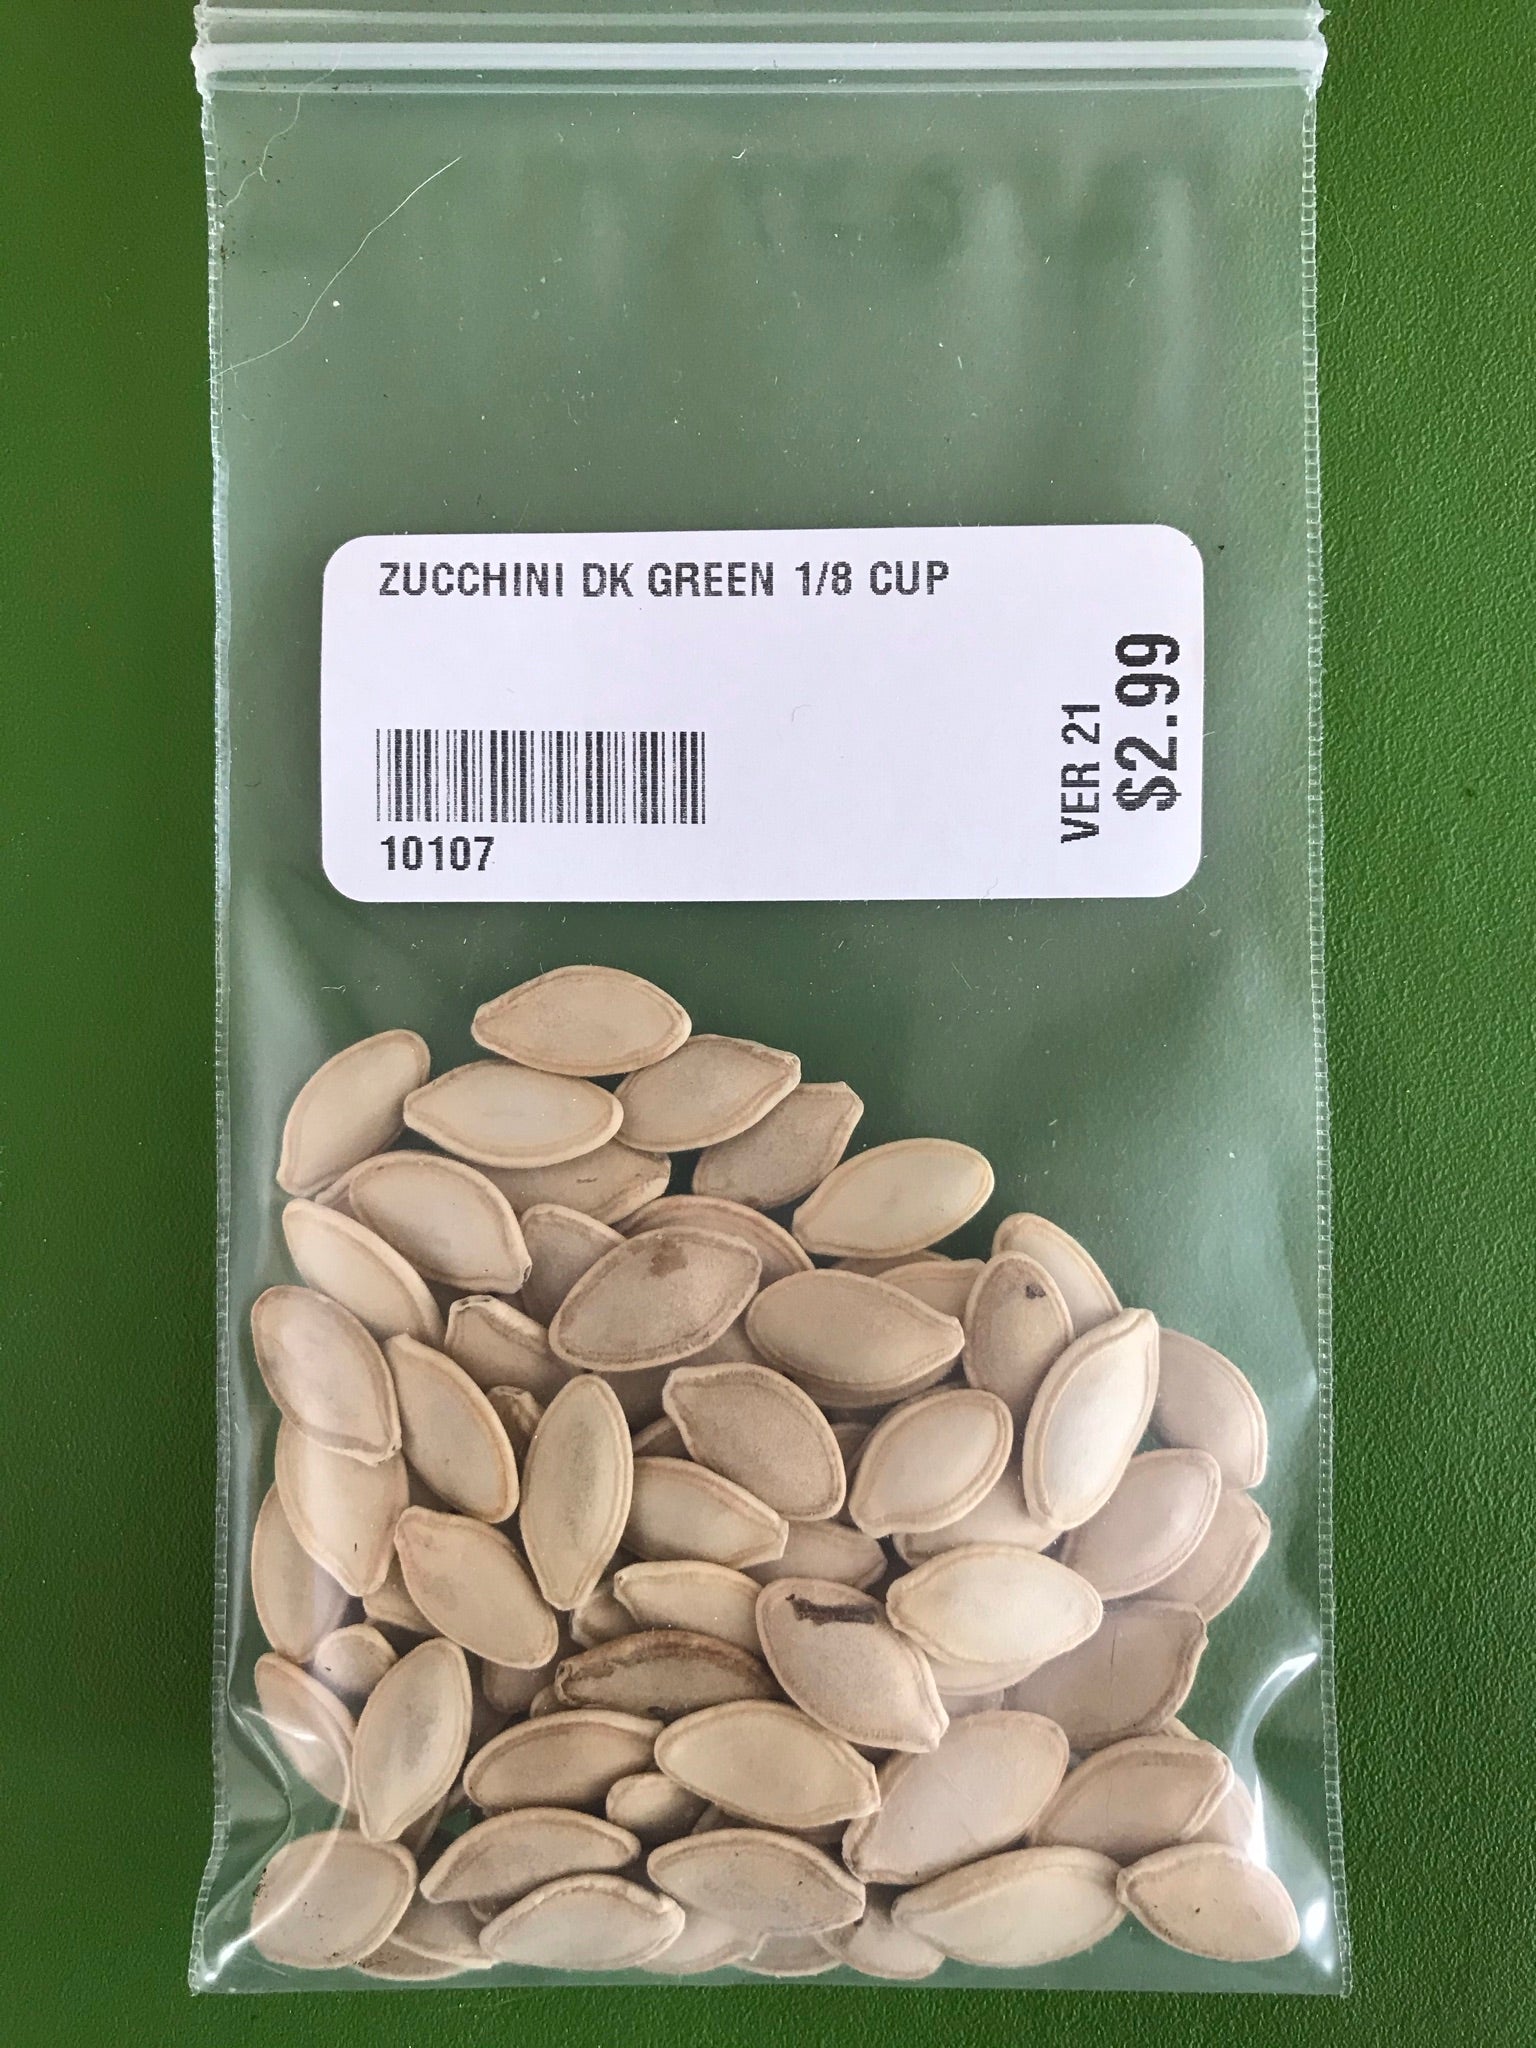 ZUCCHINI DK GREEN 1/8 CUP
10107
VER 21
$2.99